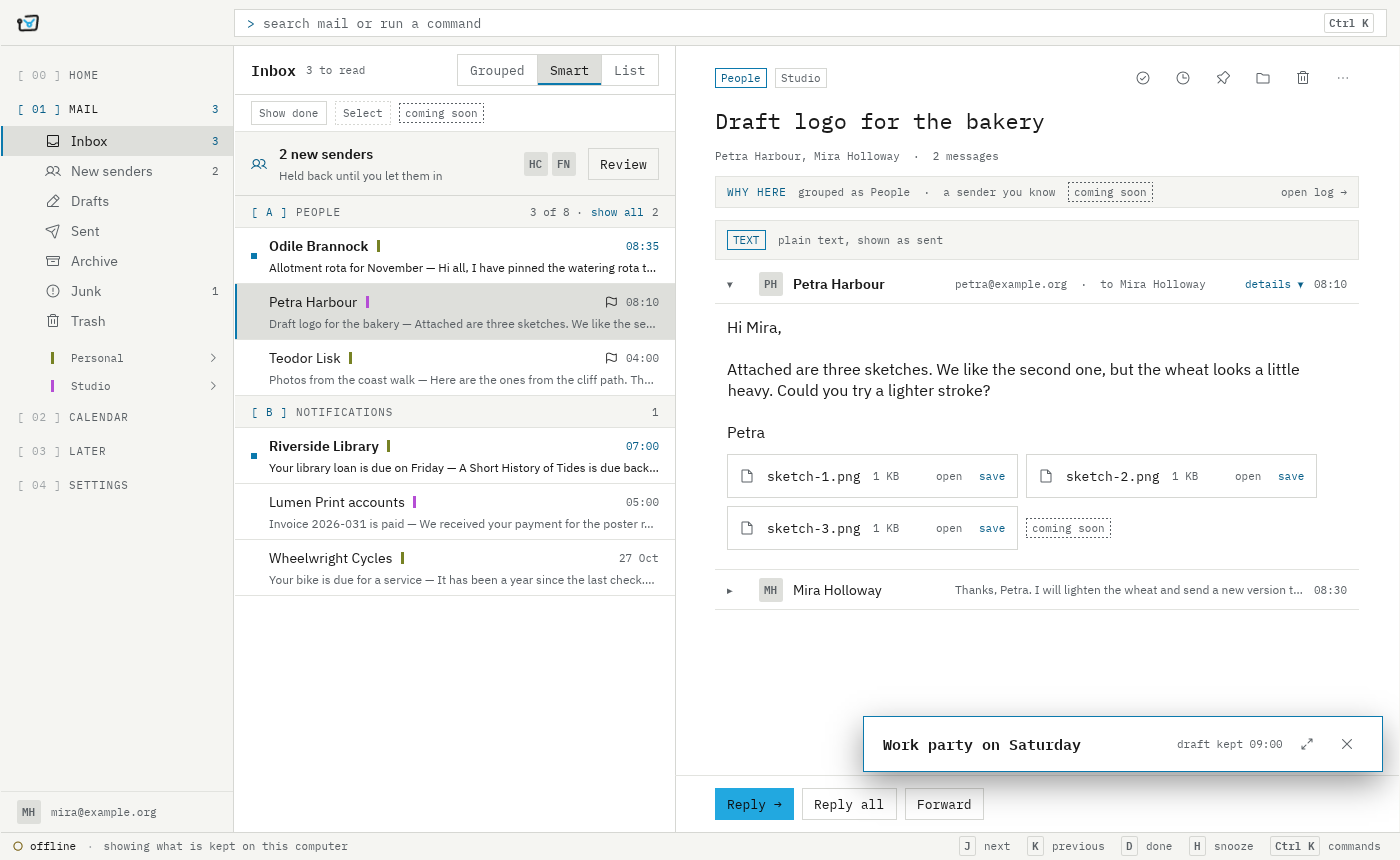 > search mail or run a command Ctrl K
[ 00 ] HOME
[ 01 ] MAIL 3
Inbox 3
New senders 2
Drafts
Sent
Archive
Junk 1
Trash
Personal
Studio
[ 02 ] CALENDAR
[ 03 ] LATER
[ 04 ] SETTINGS
MH mira@example.org
Inbox 3 to read Grouped Smart List
Show done Select coming soon
2 new senders
Held back until you let them in
HC FN Review
[ A ] PEOPLE 3 of 8 · show all 2
Odile Brannock 08:35
Allotment rota for November — Hi all, I have pinned the watering rota t…
Petra Harbour 08:10
Draft logo for the bakery — Attached are three sketches. We like the se…
Teodor Lisk 04:00
Photos from the coast walk — Here are the ones from the cliff path. Th…
[ B ] NOTIFICATIONS 1
Riverside Library 07:00
Your library loan is due on Friday — A Short History of Tides is due back…
Lumen Print accounts 05:00
Invoice 2026-031 is paid — We received your payment for the poster r…
Wheelwright Cycles 27 Oct
Your bike is due for a service — It has been a year since the last check.…
People Studio
Draft logo for the bakery
Petra Harbour, Mira Holloway · 2 messages
WHY HERE grouped as People · a sender you know coming soon open log →
TEXT plain text, shown as sent
▾ PH Petra Harbour petra@example.org · to Mira Holloway details ▾ 08:10
Hi Mira,
Attached are three sketches. We like the second one, but the wheat looks a little
heavy. Could you try a lighter stroke?
Petra
sketch-1.png 1 KB open save
sketch-2.png 1 KB open save
sketch-3.png 1 KB open save
coming soon
▸ MH Mira Holloway Thanks, Petra. I will lighten the wheat and send a new version t… 08:30
Work party on Saturday draft kept 09:00
Reply → Reply all Forward
offline · showing what is kept on this computer
J next K previous D done H snooze Ctrl K commands